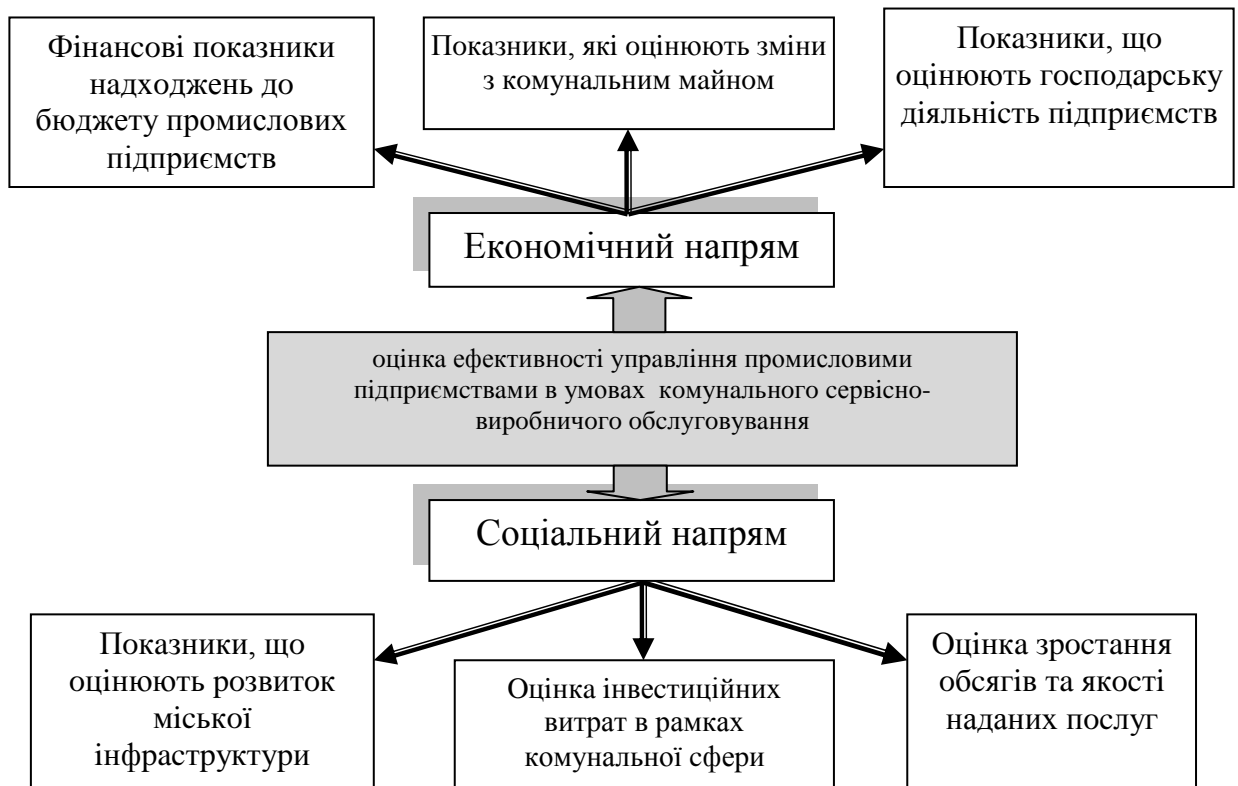 Фінансові показники
надходжень до
бюджету промислових
підприємств
Показники, які оцінюють зміни
з комунальним майном
Показники, що
оцінюють господарську
діяльність підприємств
Економічний напрям
оцінка ефективності управління промисловими
підприємствами в умовах комунального сервісно-
виробничого обслуговування
Соціальний напрям
Показники, що
оцінюють розвиток
міської
інфраструктури
Оцінка інвестиційних
витрат в рамках
комунальної сфери
Оцінка зростання
обсягів та якості
наданих послуг